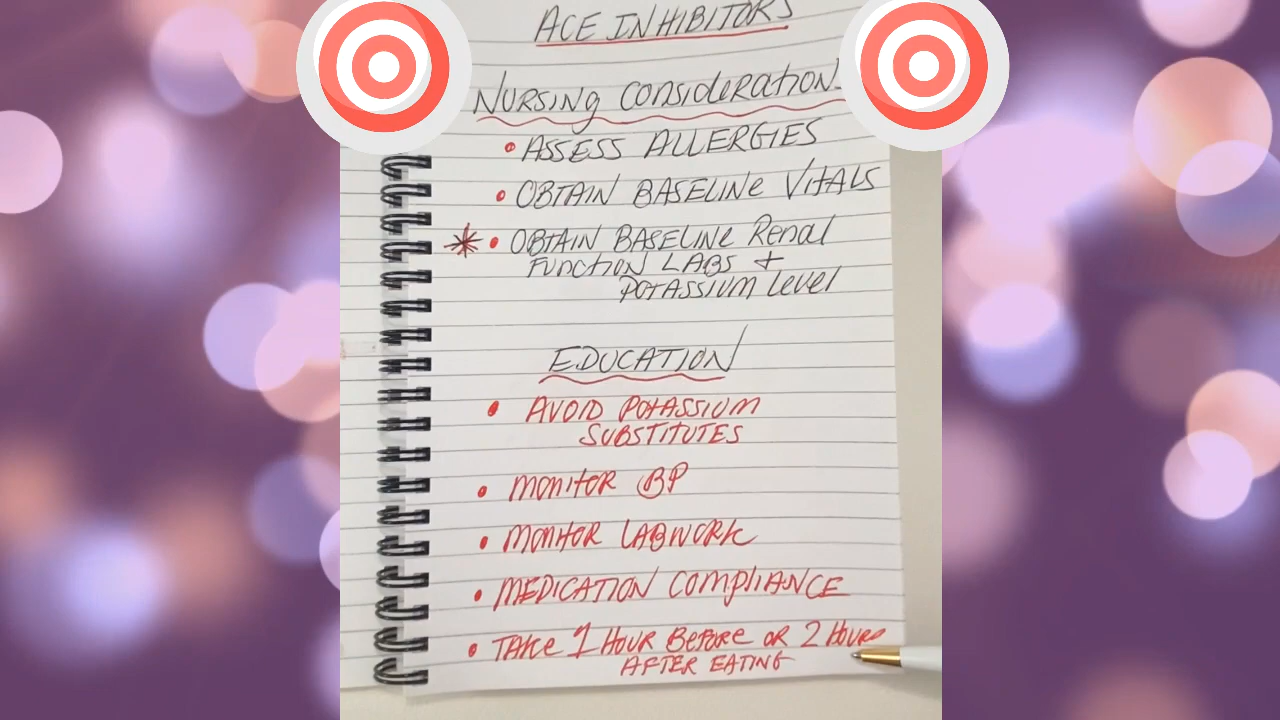 ACE INHIBITORS
NURSING CONSIDERATION
• ASSESS ALLERGIES
• OBTAIN BASELINE VITALS
* • OBTAIN BASELINE Renal
FUNCTION LABS +
POTASSIUM level
EDUCATION
• AVOID POTASSIUM
SUBSTITUTES
• MONITOR BP
• MONITOR LABWORK
• MEDICATION COMPLIANCE
• TAKE 1 HOUR BEFORE OR 2 HOURS
AFTER EATING